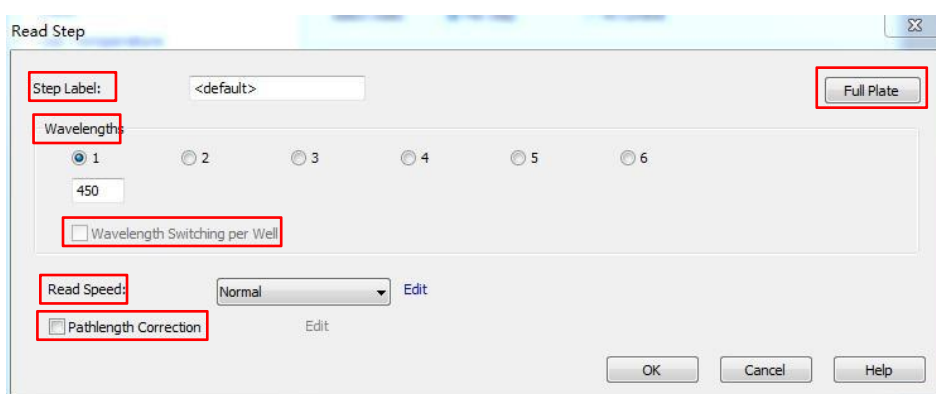 Read Step
Step Label: <default> Full Plate
Wavelengths
1 2 3 4 5 6
450
Wavelength Switching per Well
Read Speed: Normal Edit
Pathlength Correction Edit
OK Cancel Help